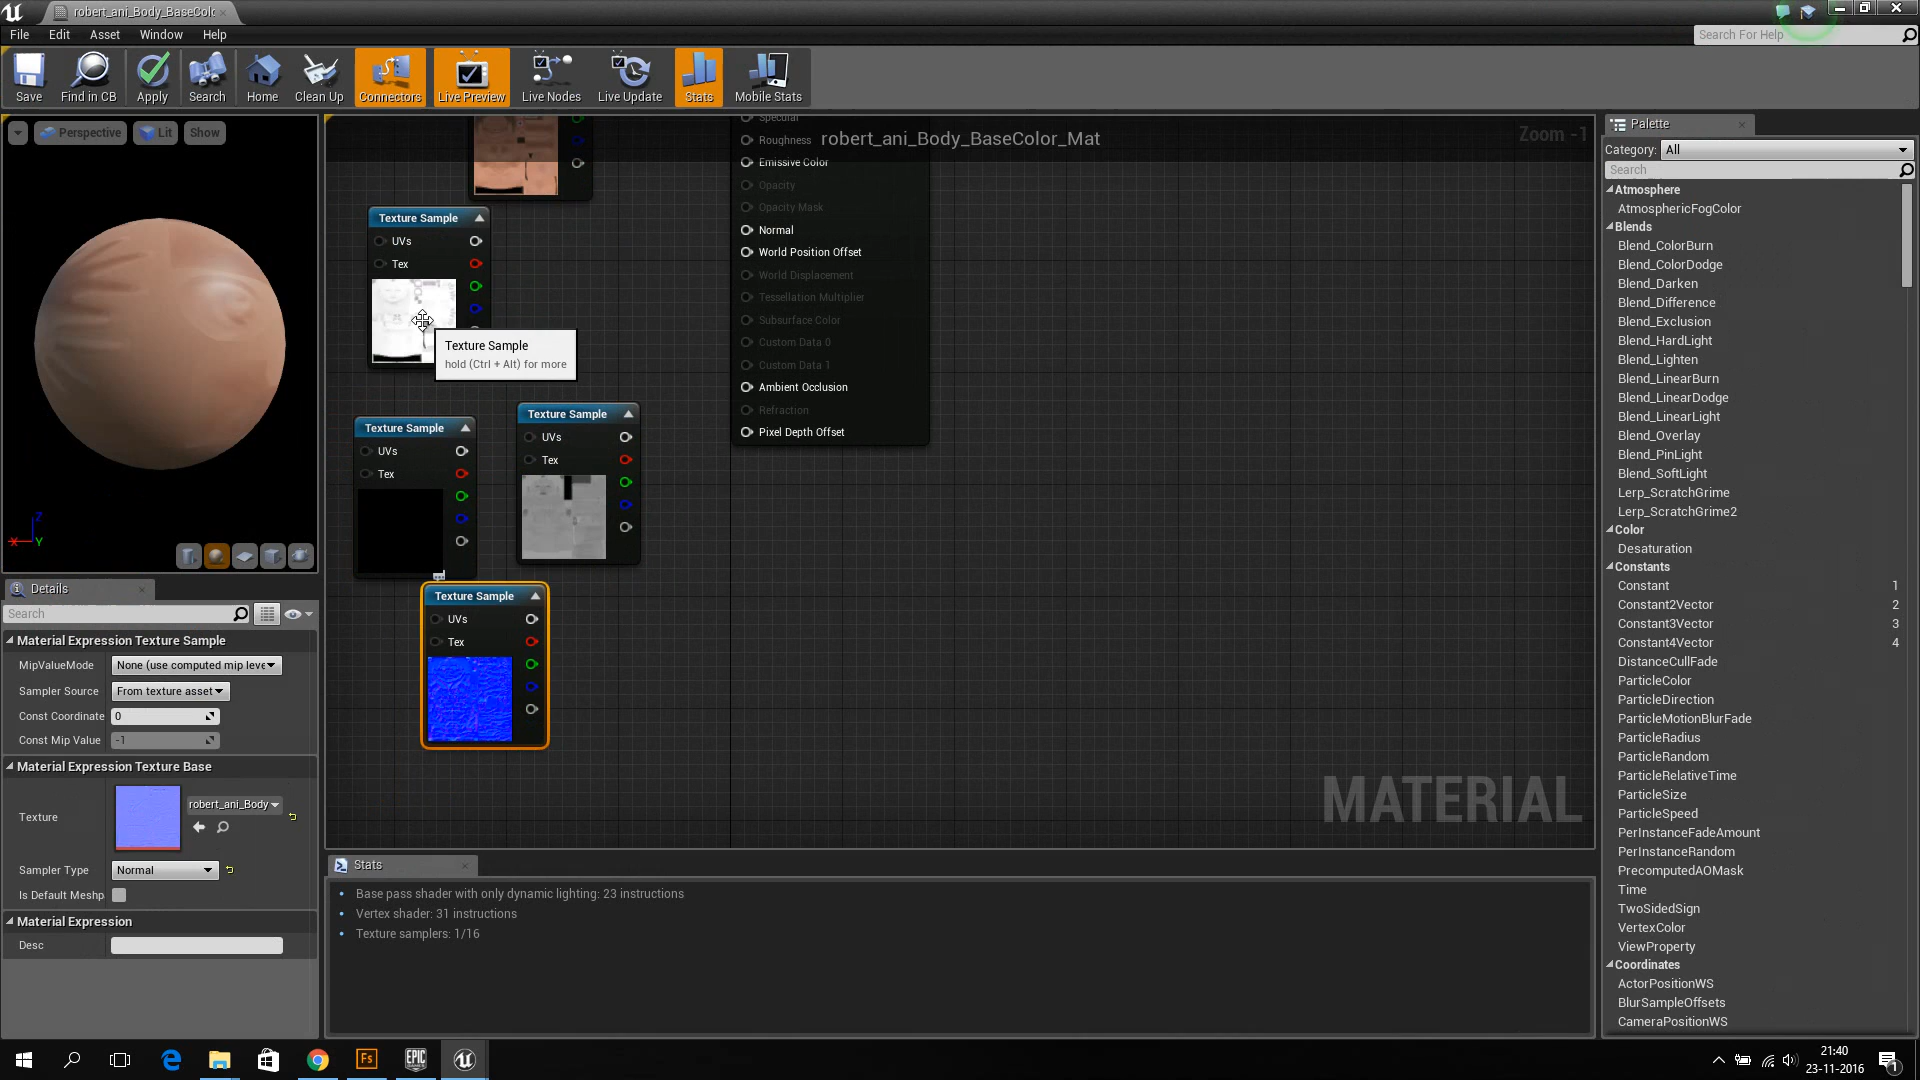 robert_ani_Body_BaseColo
File Edit Asset Window Help
Search For Help
Save Find in CB Apply Search Home Clean Up Connectors Live Preview Live Nodes Live Update Stats Mobile Stats
Perspective Lit Show
robert_ani_Body_BaseColor_Mat
Zoom -1
Specular
Roughness
Emissive Color
Opacity
Opacity Mask
Normal
World Position Offset
World Displacement
Tessellation Multiplier
Subsurface Color
Custom Data 0
Custom Data 1
Ambient Occlusion
Refraction
Pixel Depth Offset
Texture Sample
UVs
Tex
Texture Sample
hold (Ctrl + Alt) for more
Texture Sample
UVs
Tex
Texture Sample
UVs
Tex
Texture Sample
UVs
Tex
MATERIAL
Z
X
Y
Details
Search
Material Expression Texture Sample
MipValueMode None (use computed mip leve
Sampler Source From texture asset
Const Coordinate 0
Const Mip Value -1
Material Expression Texture Base
Texture robert_ani_Body
Sampler Type Normal
Is Default Meshp
Material Expression
Desc
Stats
• Base pass shader with only dynamic lighting: 23 instructions
• Vertex shader: 31 instructions
• Texture samplers: 1/16
Palette
Category: All
Search
Atmosphere
AtmosphericFogColor
Blends
Blend_ColorBurn
Blend_ColorDodge
Blend_Darken
Blend_Difference
Blend_Exclusion
Blend_HardLight
Blend_Lighten
Blend_LinearBurn
Blend_LinearDodge
Blend_LinearLight
Blend_Overlay
Blend_PinLight
Blend_SoftLight
Lerp_ScratchGrime
Lerp_ScratchGrime2
Color
Desaturation
Constants
Constant 1
Constant2Vector 2
Constant3Vector 3
Constant4Vector 4
DistanceCullFade
ParticleColor
ParticleDirection
ParticleMotionBlurFade
ParticleRadius
ParticleRandom
ParticleRelativeTime
ParticleSize
ParticleSpeed
PerInstanceFadeAmount
PerInstanceRandom
PrecomputedAOMask
Time
TwoSidedSign
VertexColor
ViewProperty
Coordinates
ActorPositionWS
BlurSampleOffsets
CameraPositionWS
Fs
EPIC
21:40
23-11-2016
1